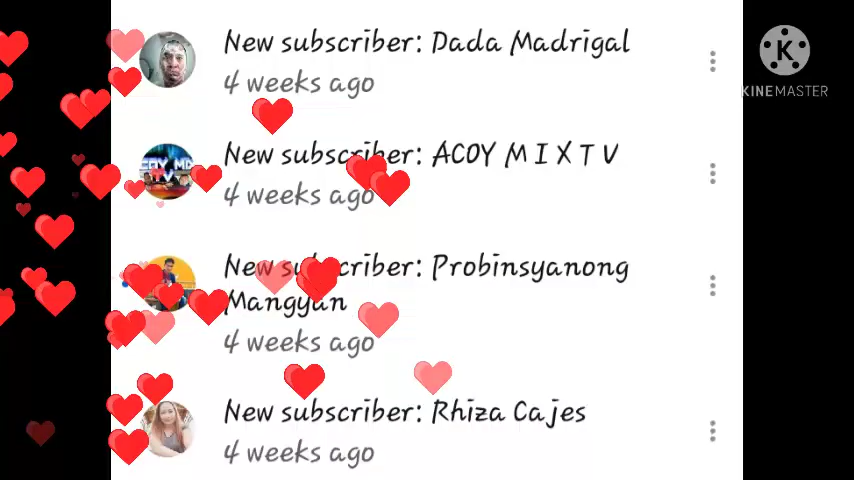 New subscriber: Dada Madrigal
4 weeks ago
New subscriber: ACOY M I X T V
4 weeks ago
New subscriber: Probinsyanong
Mangyan
4 weeks ago
New subscriber: Rhiza Cajes
4 weeks ago
K
KINEMASTER